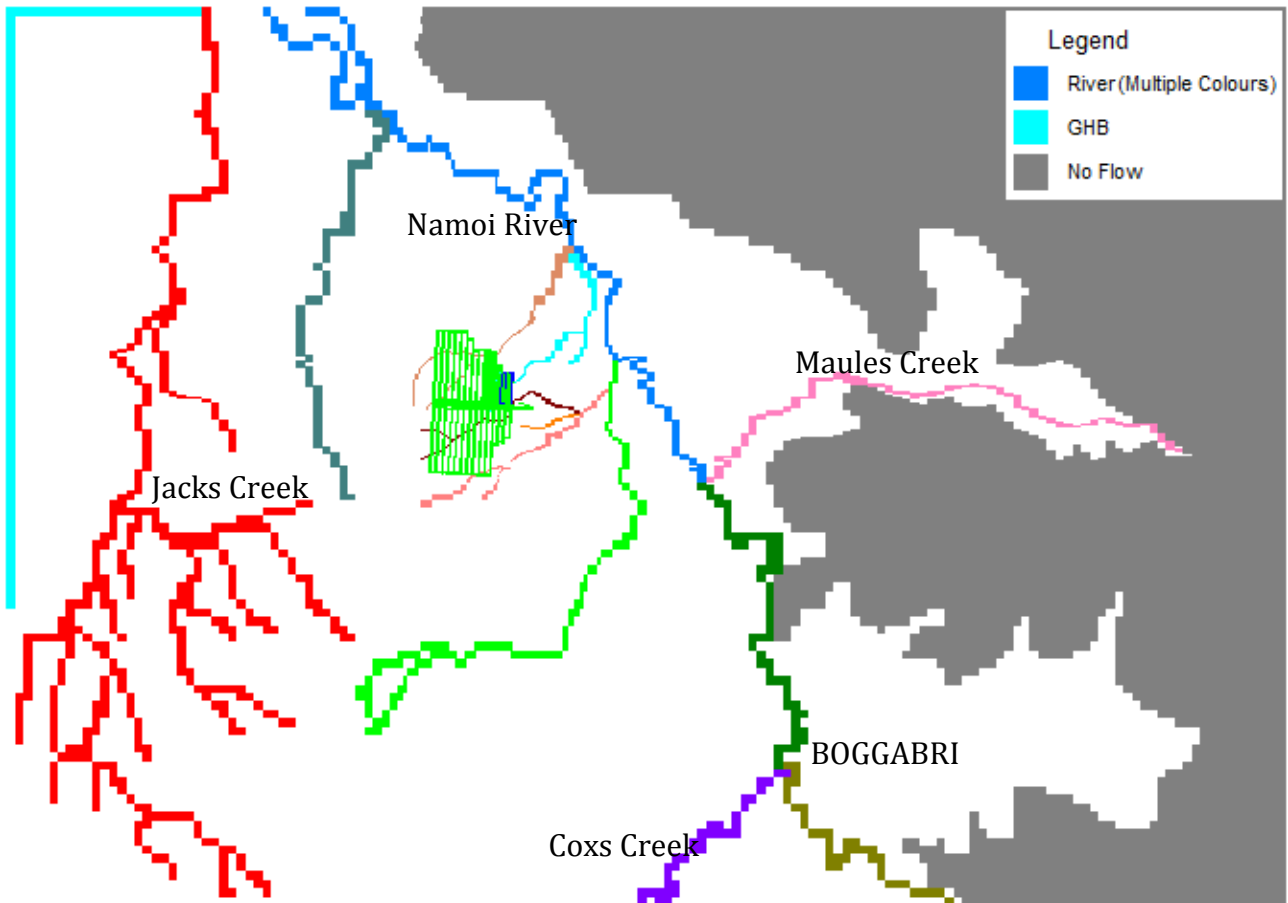 Legend
River(Multiple Colours)
GHB
No Flow
Namoi River
Maules Creek
Jacks Creek
BOGGABRI
Coxs Creek